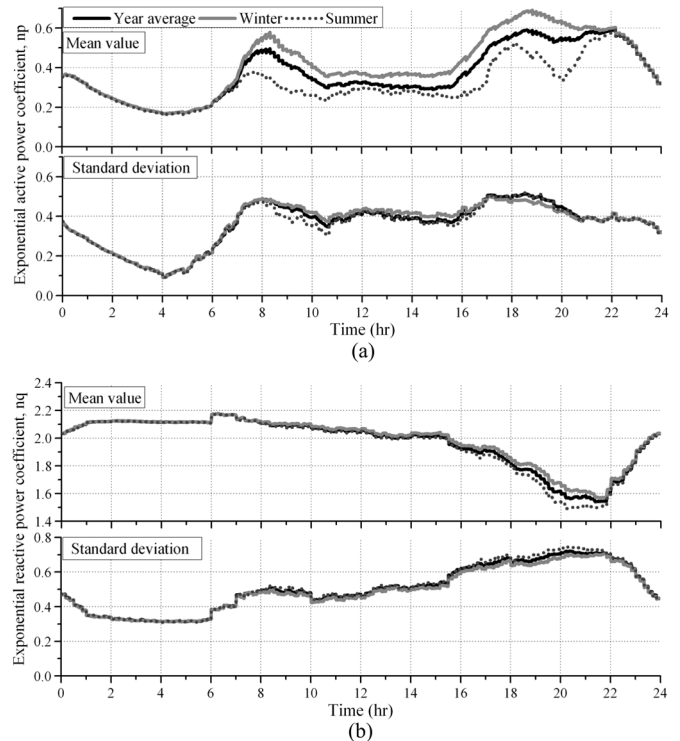 Year average Winter Summer
Mean value
Exponential active power coefficient, np
0.6
0.4
0.2
0.0
Standard deviation
0.6
0.4
0.2
0.0
0 2 4 6 8 10 12 14 16 18 20 22 24
Time (hr)
(a)
Exponential reactive power coefficient, nq
2.4
2.2
2.0
1.8
1.6
1.4
Mean value
0.8
0.6
0.4
0.2
0.0
Standard deviation
0 2 4 6 8 10 12 14 16 18 20 22 24
Time (hr)
(b)